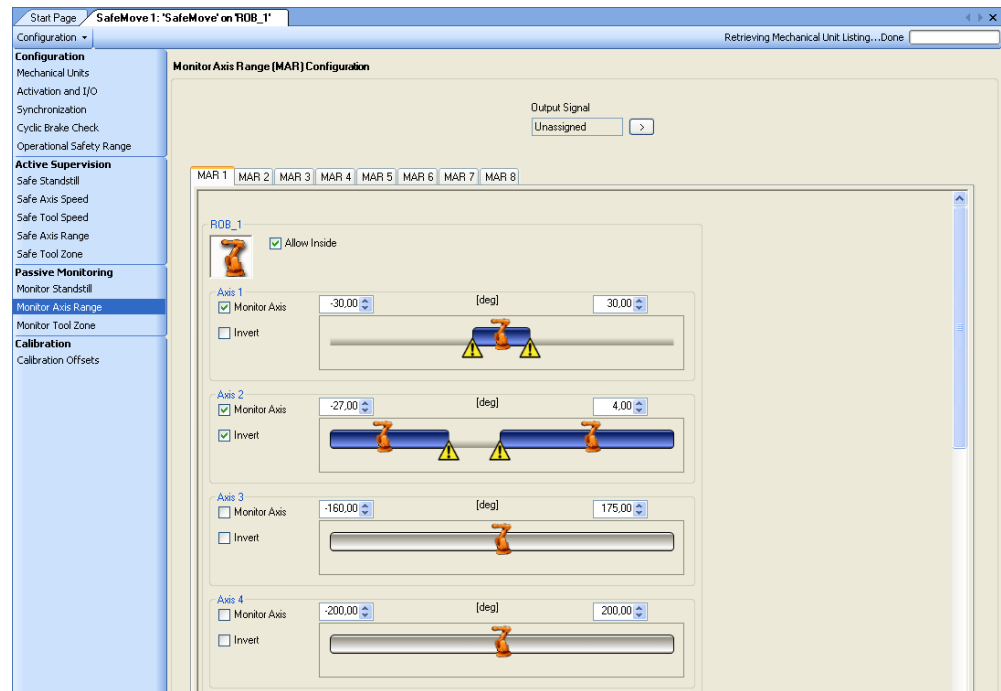 Start Page SafeMove 1: 'SafeMove' on 'ROB_1'
Configuration Retrieving Mechanical Unit Listing...Done
Configuration
Mechanical Units
Activation and I/O
Synchronization
Cyclic Brake Check
Operational Safety Range
Active Supervision
Safe Standstill
Safe Axis Speed
Safe Tool Speed
Safe Axis Range
Safe Tool Zone
Passive Monitoring
Monitor Standstill
Monitor Axis Range
Monitor Tool Zone
Calibration
Calibration Offsets
Monitor Axis Range (MAR) Configuration
Output Signal
Unassigned >
MAR 1 MAR 2 MAR 3 MAR 4 MAR 5 MAR 6 MAR 7 MAR 8
ROB_1
Allow Inside
Axis 1
Monitor Axis -30,00 [deg] 30,00
Invert
Axis 2
Monitor Axis -27,00 [deg] 4,00
Invert
Axis 3
Monitor Axis -160,00 [deg] 175,00
Invert
Axis 4
Monitor Axis -200,00 [deg] 200,00
Invert